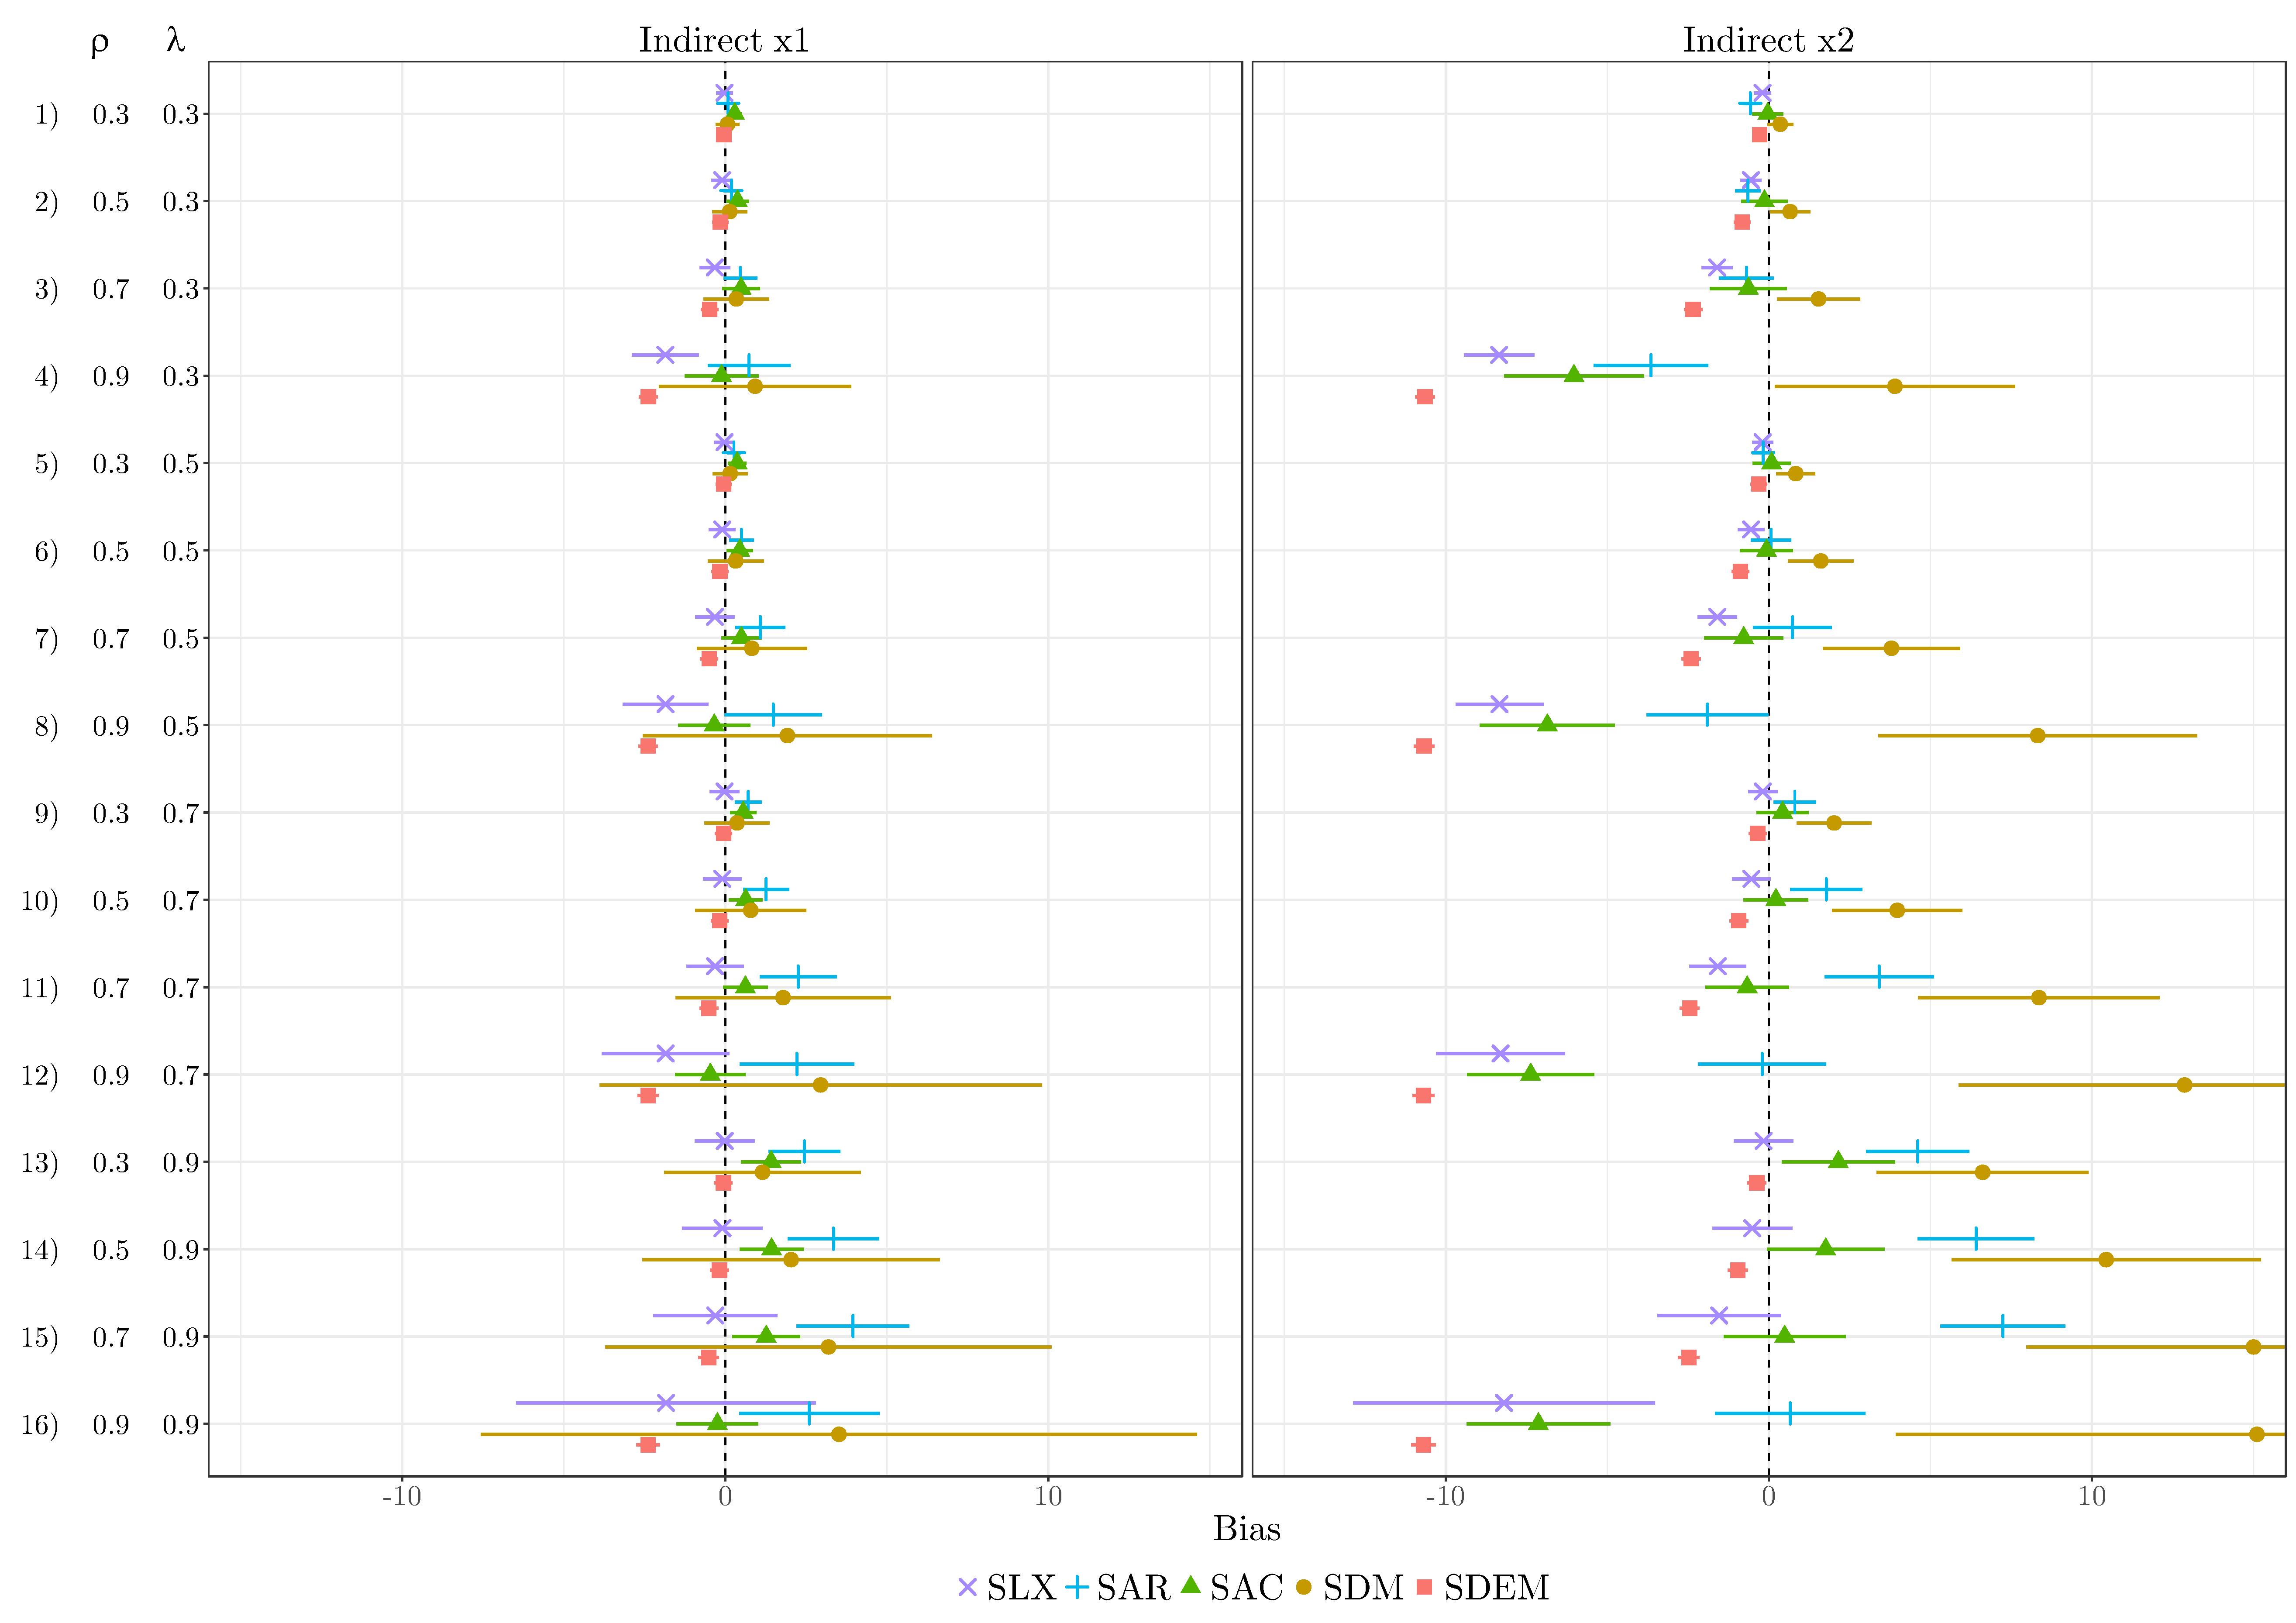 ρ λ Indirect x1 Indirect x2
1) 0.3 0.3
2) 0.5 0.3
3) 0.7 0.3
4) 0.9 0.3
5) 0.3 0.5
6) 0.5 0.5
7) 0.7 0.5
8) 0.9 0.5
9) 0.3 0.7
10) 0.5 0.7
11) 0.7 0.7
12) 0.9 0.7
13) 0.3 0.9
14) 0.5 0.9
15) 0.7 0.9
16) 0.9 0.9
-10 0 10 -10 0 10
Bias
SLX SAR SAC SDM SDEM